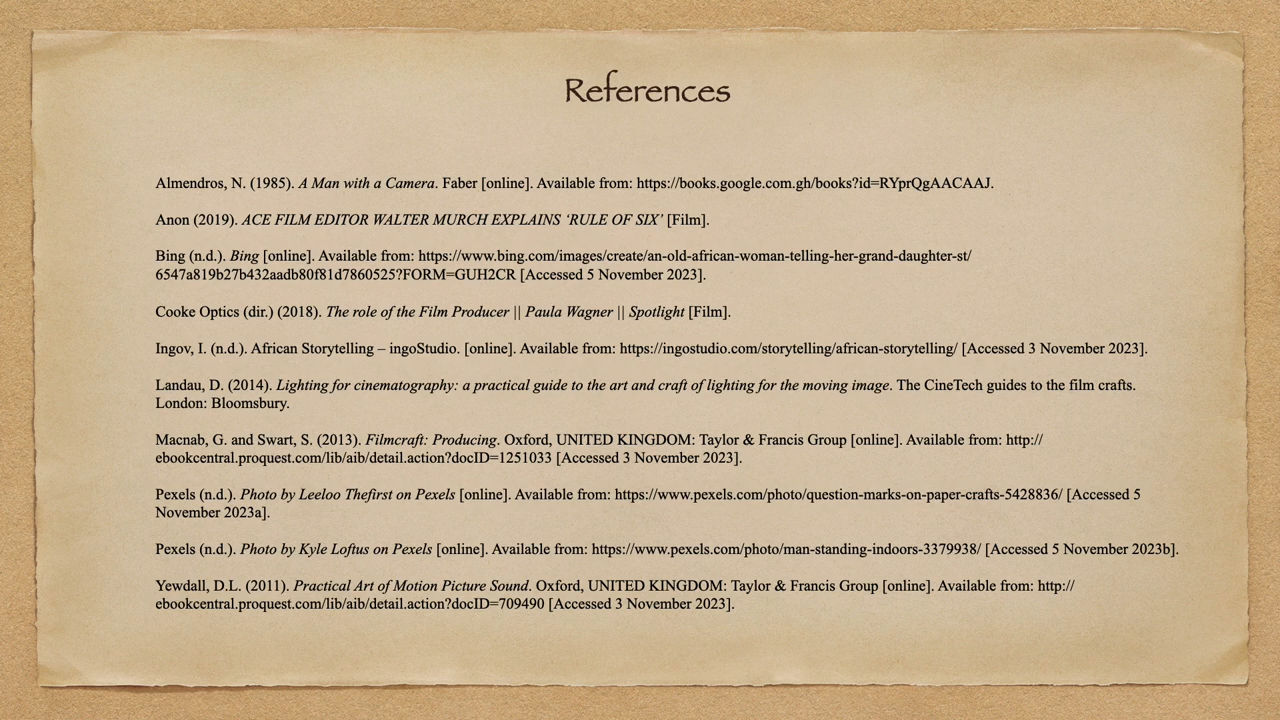 References
Almendros, N. (1985). A Man with a Camera. Faber [online]. Available from: https://books.google.com.gh/books?id=RYprQgAACAAJ.
Anon (2019). ACE FILM EDITOR WALTER MURCH EXPLAINS ‘RULE OF SIX’ [Film].
Bing (n.d.). Bing [online]. Available from: https://www.bing.com/images/create/an-old-african-woman-telling-her-grand-daughter-st/
6547a819b27b432aadb80f81d7860525?FORM=GUH2CR [Accessed 5 November 2023].
Cooke Optics (dir.) (2018). The role of the Film Producer || Paula Wagner || Spotlight [Film].
Ingov, I. (n.d.). African Storytelling – ingoStudio. [online]. Available from: https://ingostudio.com/storytelling/african-storytelling/ [Accessed 3 November 2023].
Landau, D. (2014). Lighting for cinematography: a practical guide to the art and craft of lighting for the moving image. The CineTech guides to the film crafts.
London: Bloomsbury.
Macnab, G. and Swart, S. (2013). Filmcraft: Producing. Oxford, UNITED KINGDOM: Taylor & Francis Group [online]. Available from: http://
ebookcentral.proquest.com/lib/aib/detail.action?docID=1251033 [Accessed 3 November 2023].
Pexels (n.d.). Photo by Leeloo Thefirst on Pexels [online]. Available from: https://www.pexels.com/photo/question-marks-on-paper-crafts-5428836/ [Accessed 5
November 2023a].
Pexels (n.d.). Photo by Kyle Loftus on Pexels [online]. Available from: https://www.pexels.com/photo/man-standing-indoors-3379938/ [Accessed 5 November 2023b].
Yewdall, D.L. (2011). Practical Art of Motion Picture Sound. Oxford, UNITED KINGDOM: Taylor & Francis Group [online]. Available from: http://
ebookcentral.proquest.com/lib/aib/detail.action?docID=709490 [Accessed 3 November 2023].